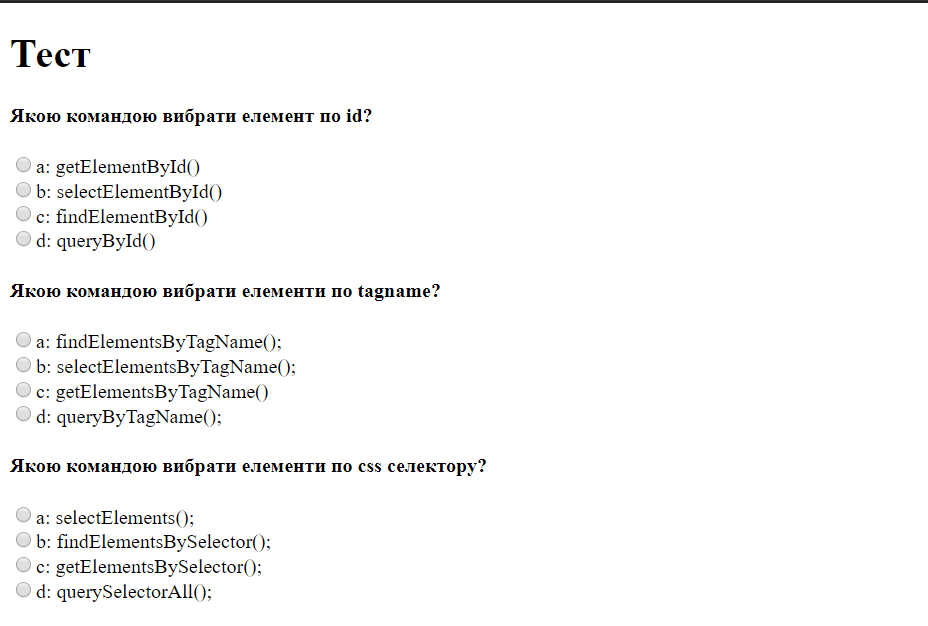 Тест
Якою командою вибрати елемент по id?
a: getElementById()
b: selectElementById()
c: findElementById()
d: queryById()
Якою командою вибрати елементи по tagname?
a: findElementsByTagName();
b: selectElementsByTagName();
c: getElementsByTagName()
d: queryByTagName();
Якою командою вибрати елементи по css селектору?
a: selectElements();
b: findElementsBySelector();
c: getElementsBySelector();
d: querySelectorAll();